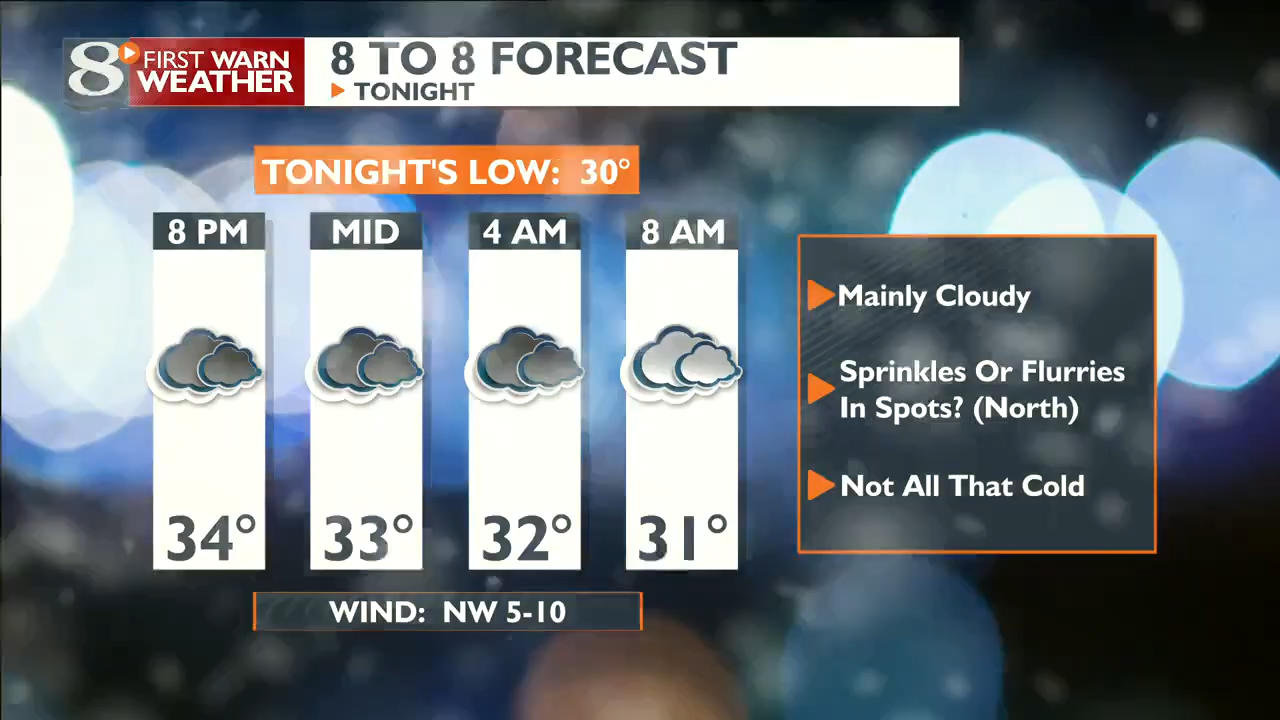 8 FIRST WARN
WEATHER
8 TO 8 FORECAST
TONIGHT
TONIGHT'S LOW: 30°
8 PM
MID
4 AM
8 AM
34°
33°
32°
31°
WIND: NW 5-10
Mainly Cloudy
Sprinkles Or Flurries
In Spots? (North)
Not All That Cold